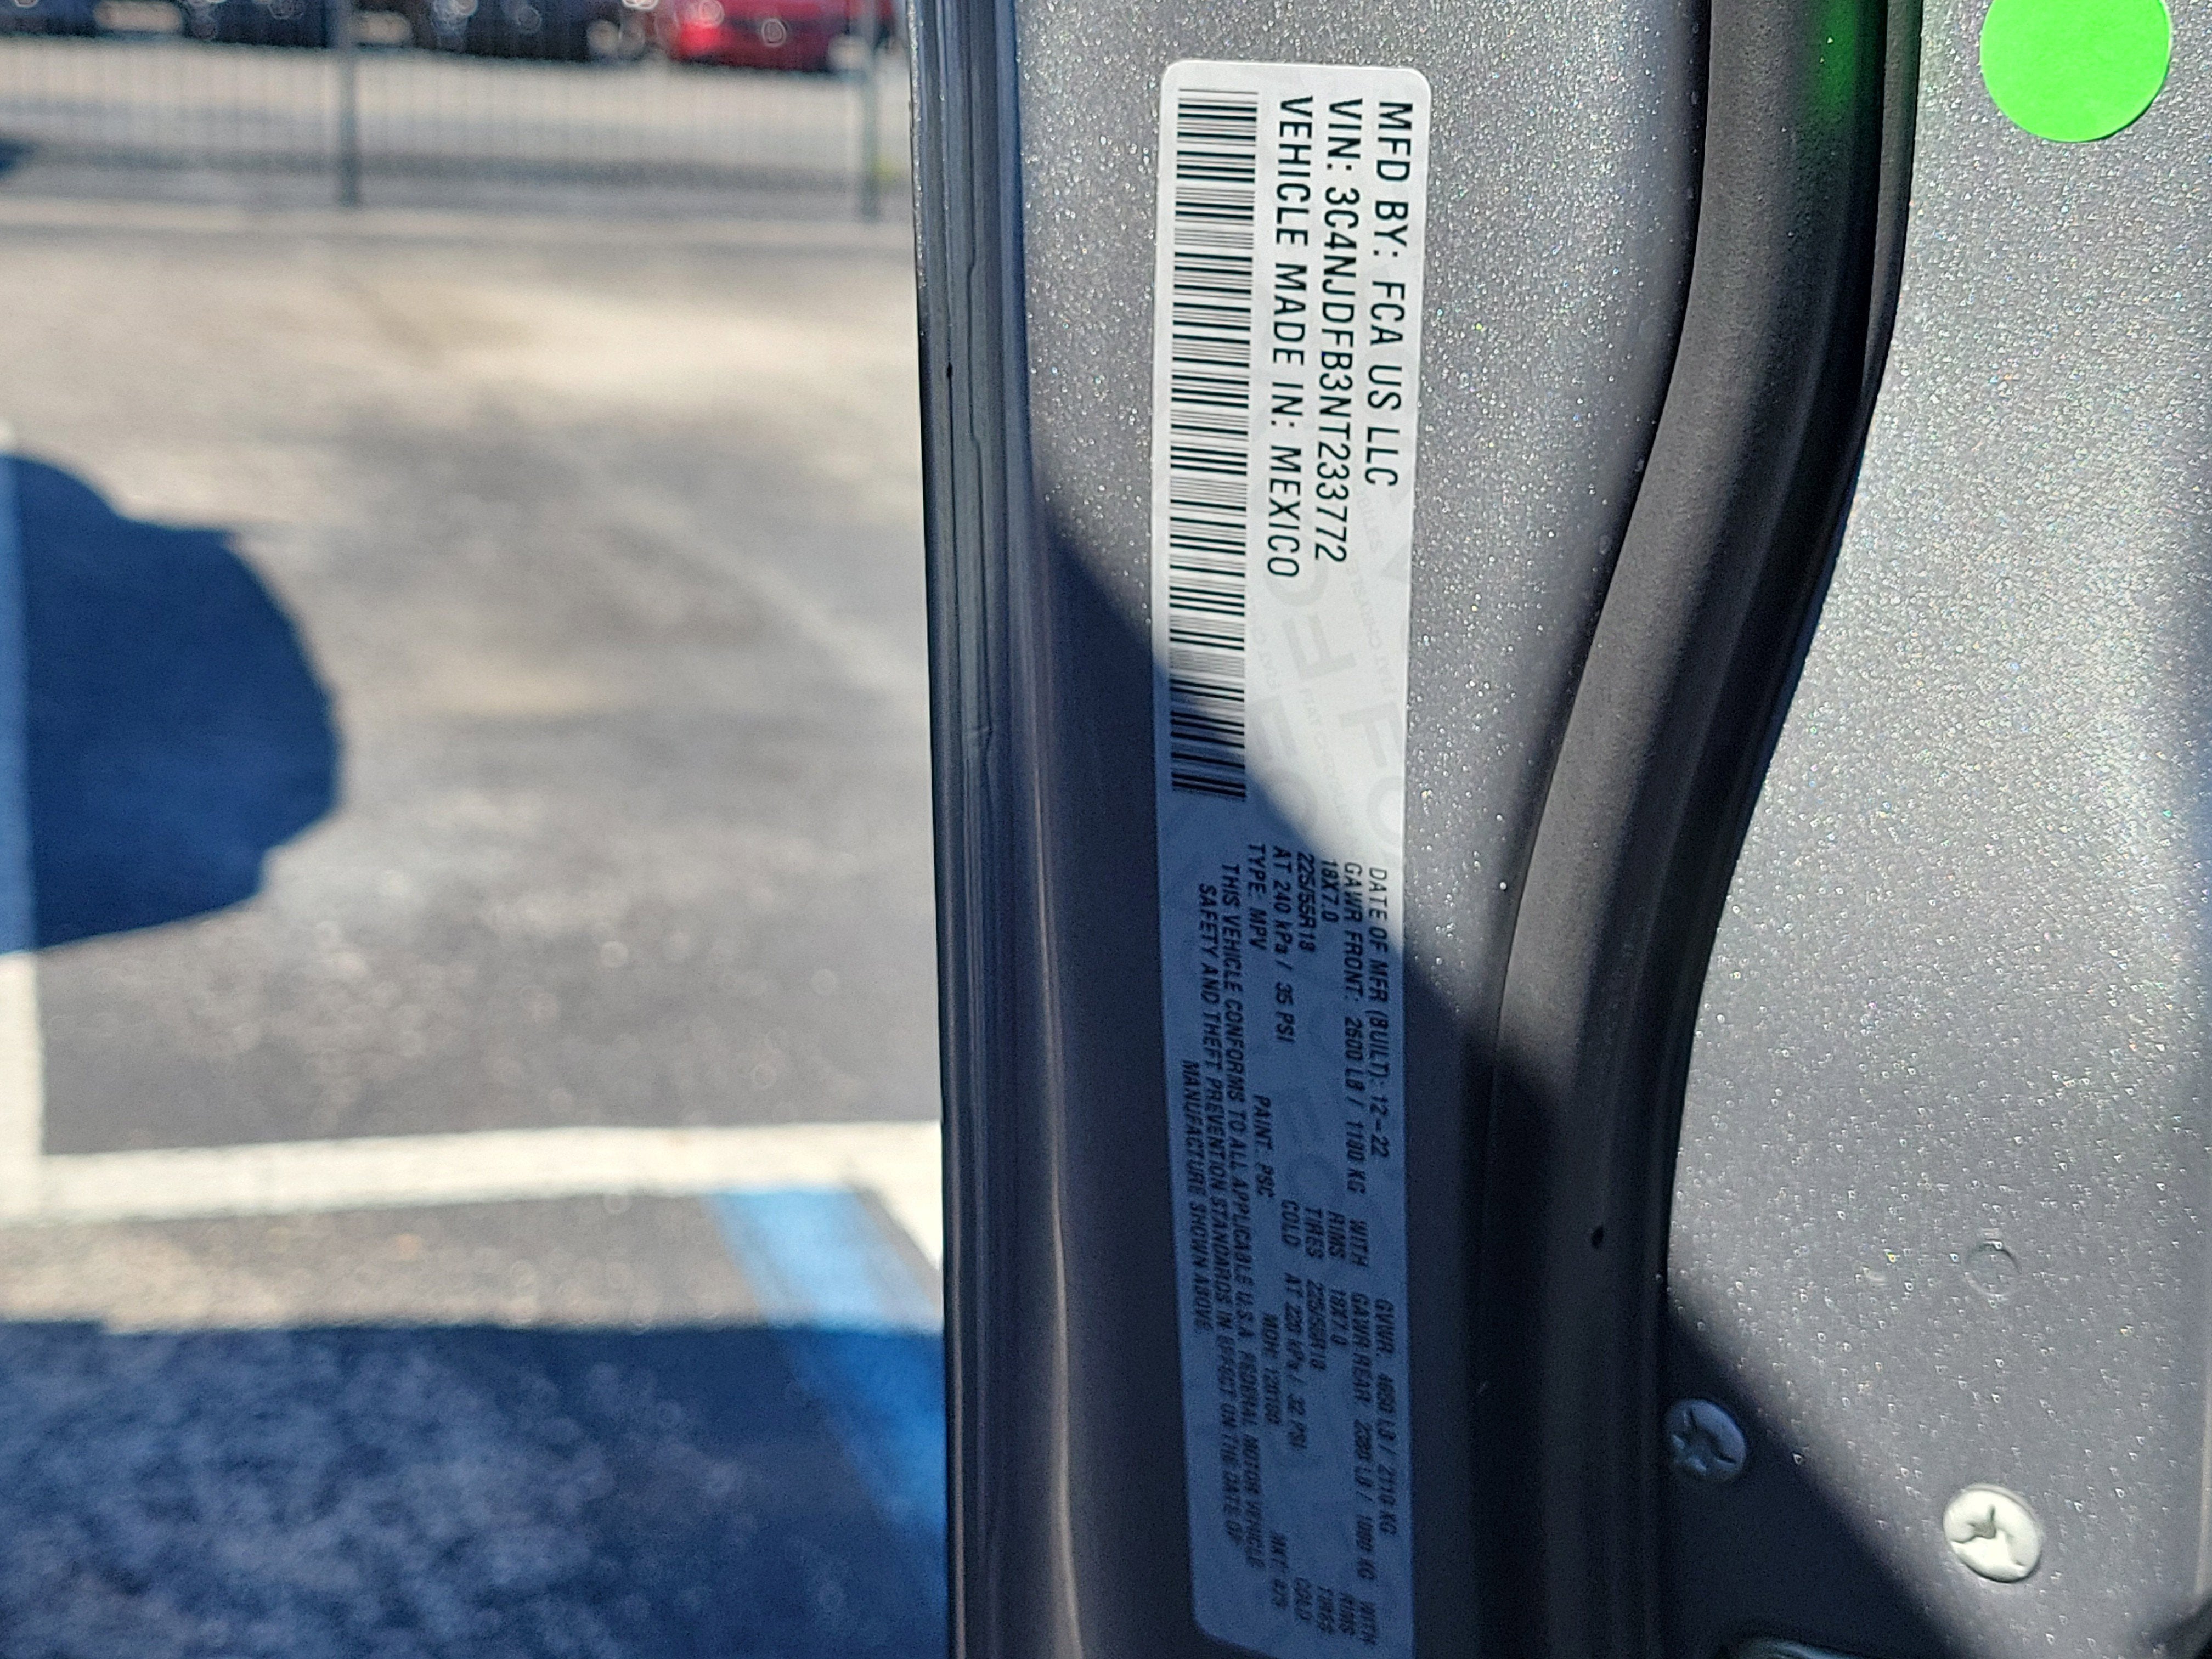 MFD BY: FCA US LLC
VIN: 3C4NJDFB3NT233772
VEHICLE MADE IN: MEXICO
DATE OF MFR (BUILT): 12-22 GVWR: 4650 LB / 2110 KG
GAWR FRONT: 2600 LB / 1180 KG WITH GAWR REAR: LB / KG WITH
18X7.0 RIMS 18X7.0 RIMS
225/55R18 TIRES 225/55R18 TIRES
AT 240 kPa / 35 PSI COLD AT 220 kPa / 32 PSI COLD
TYPE: MPV PAINT: PSC MDH: MKT:
THIS VEHICLE CONFORMS TO ALL APPLICABLE U.S.A. FEDERAL MOTOR VEHICLE
SAFETY AND THEFT PREVENTION STANDARDS IN EFFECT ON THE DATE OF
MANUFACTURE SHOWN ABOVE.